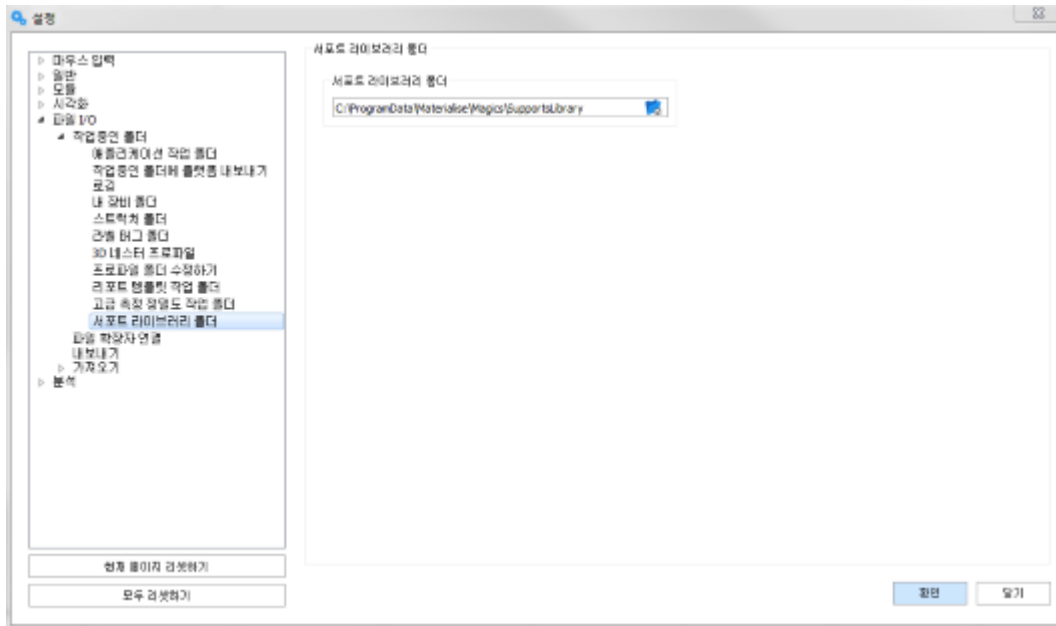 설정
마우스 입력
일반
모듈
시각화
파일 I/O
작업중인 폴더
애플리케이션 작업 폴더
작업중인 폴더에 플랫폼 내보내기
로깅
내 장비 폴더
스트럭처 폴더
라벨 태그 폴더
3D 네스터 프로파일
프로파일 폴더 수정하기
리포트 템플릿 작업 폴더
고급 측정 정밀도 작업 폴더
서포트 라이브러리 폴더
파일 확장자 연결
내보내기
가져오기
분석
현재 페이지 리셋하기
모두 리셋하기
서포트 라이브러리 폴더
서포트 라이브러리 폴더
C:\ProgramData\Materialise\Magics\SupportsLibrary
확인
닫기